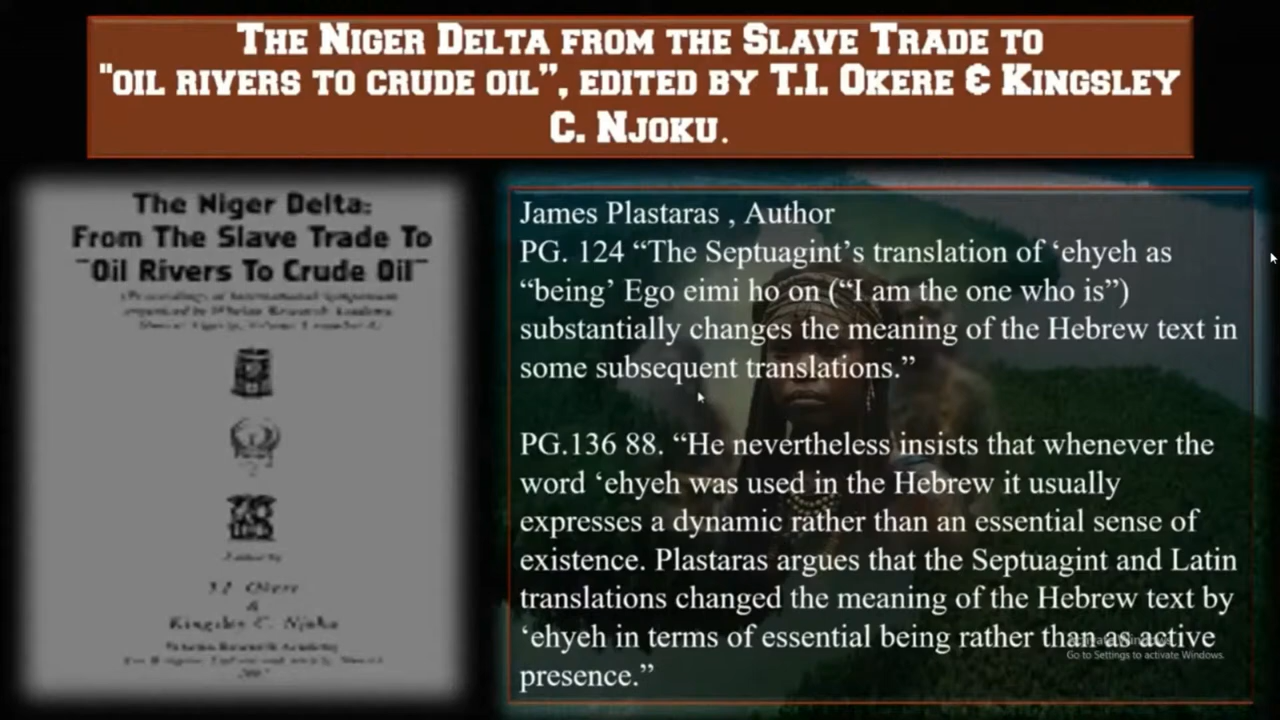 The Niger Delta from the Slave Trade to
"oil rivers to crude oil”, edited by T.I. Okere & Kingsley
C. Njoku.
The Niger Delta:
From The Slave Trade To
“Oil Rivers To Crude Oil”
T.I. Okere
&
Kingsley C. Njoku
James Plastaras , Author
PG. 124 “The Septuagint’s translation of ‘ehyeh as
“being’ Ego eimi ho on (“I am the one who is”)
substantially changes the meaning of the Hebrew text in
some subsequent translations.”
PG.136 88. “He nevertheless insists that whenever the
word ‘ehyeh was used in the Hebrew it usually
expresses a dynamic rather than an essential sense of
existence. Plastaras argues that the Septuagint and Latin
translations changed the meaning of the Hebrew text by
‘ehyeh in terms of essential being rather than as active
presence.”
Activate Windows
Go to Settings to activate Windows.